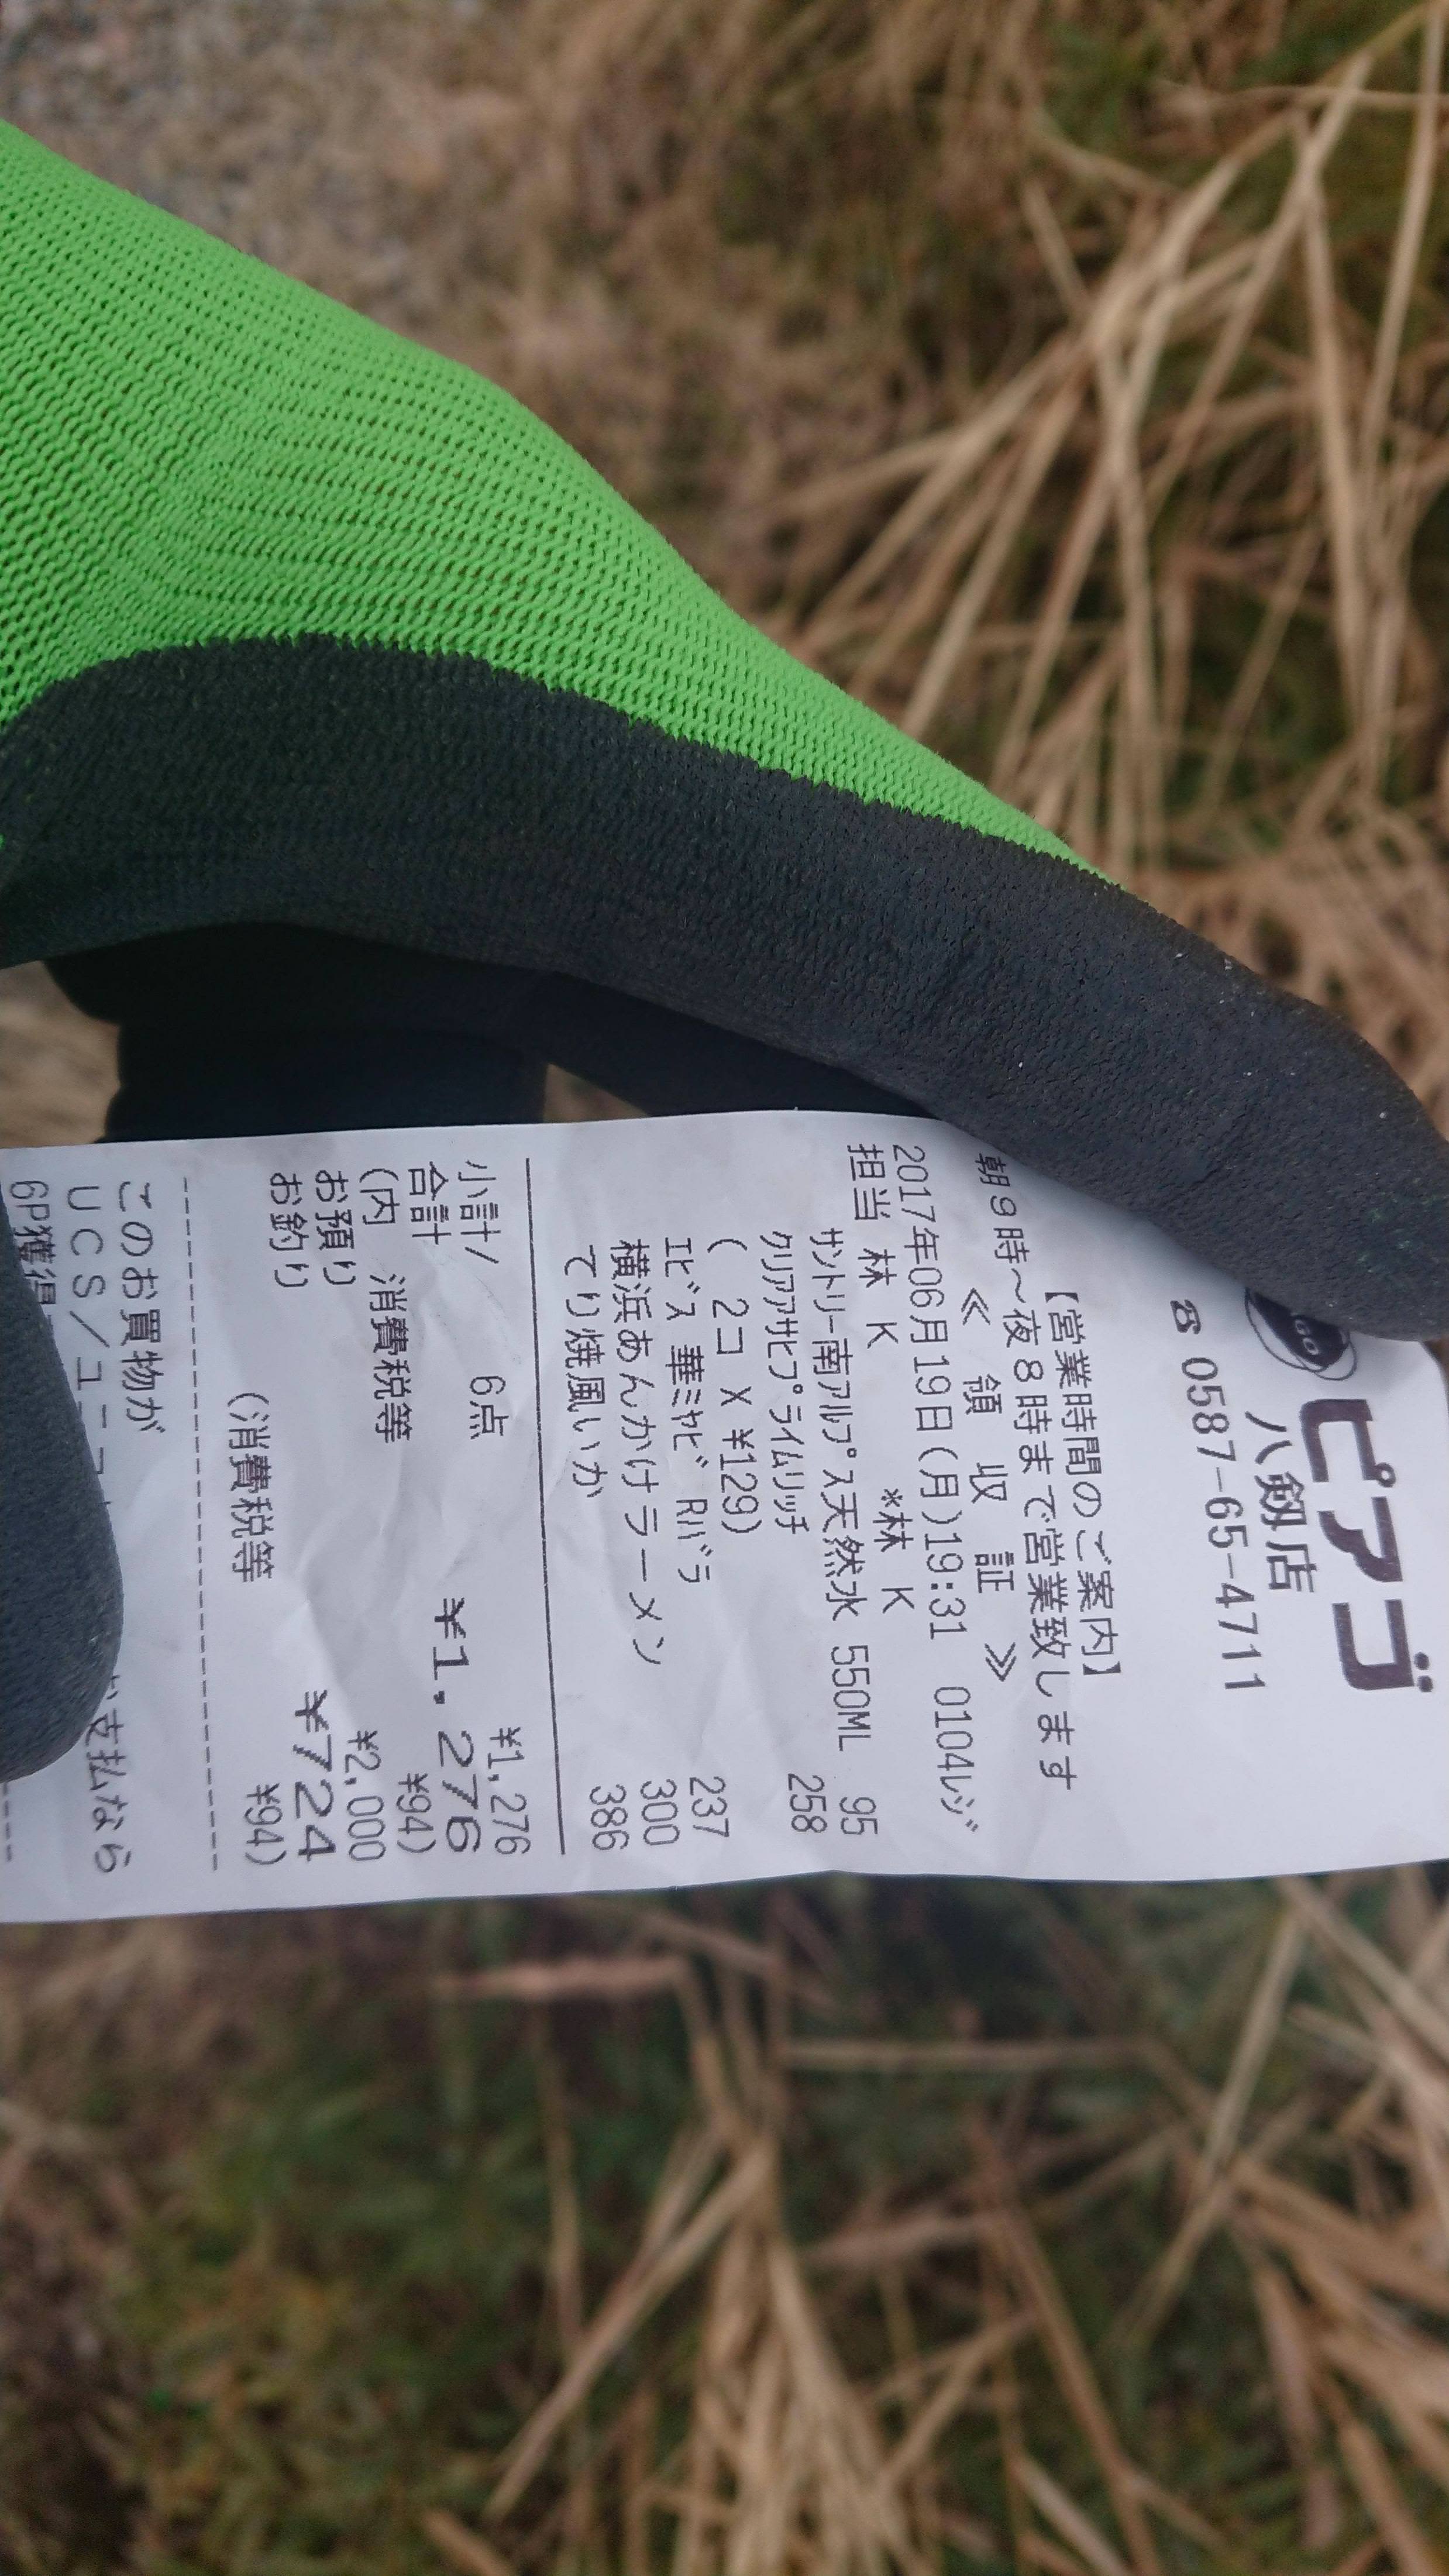 ピアゴ
八剱店
☎ 0587-65-4711
【営業時間のご案内】
朝9時～夜8時まで営業致します
≪ 領 収 証 ≫
2017年06月19日(月)19:31 0104ﾚｼﾞ
担当 林 K *林 K
ｻﾝﾄﾘｰ南ｱﾙﾌﾟｽ天然水 550ML 95
ｸﾘｱｱｻﾋﾌﾟﾗｲﾑﾘｯﾁ 258
( 2コ X ¥129)
ｴﾋﾞｽ 華ﾐﾔﾋﾞ Rﾊﾞﾗ 237
横浜あんかけラーメン 300
てり焼風いか 386
小計/ 6点 ¥1,276
合計 ¥1,276
(内 消費税等 ¥94)
お預り ¥2,000
お釣り ¥724
(消費税等 ¥94)
このお買物が
UCS/ユニ 支払なら
6P獲得